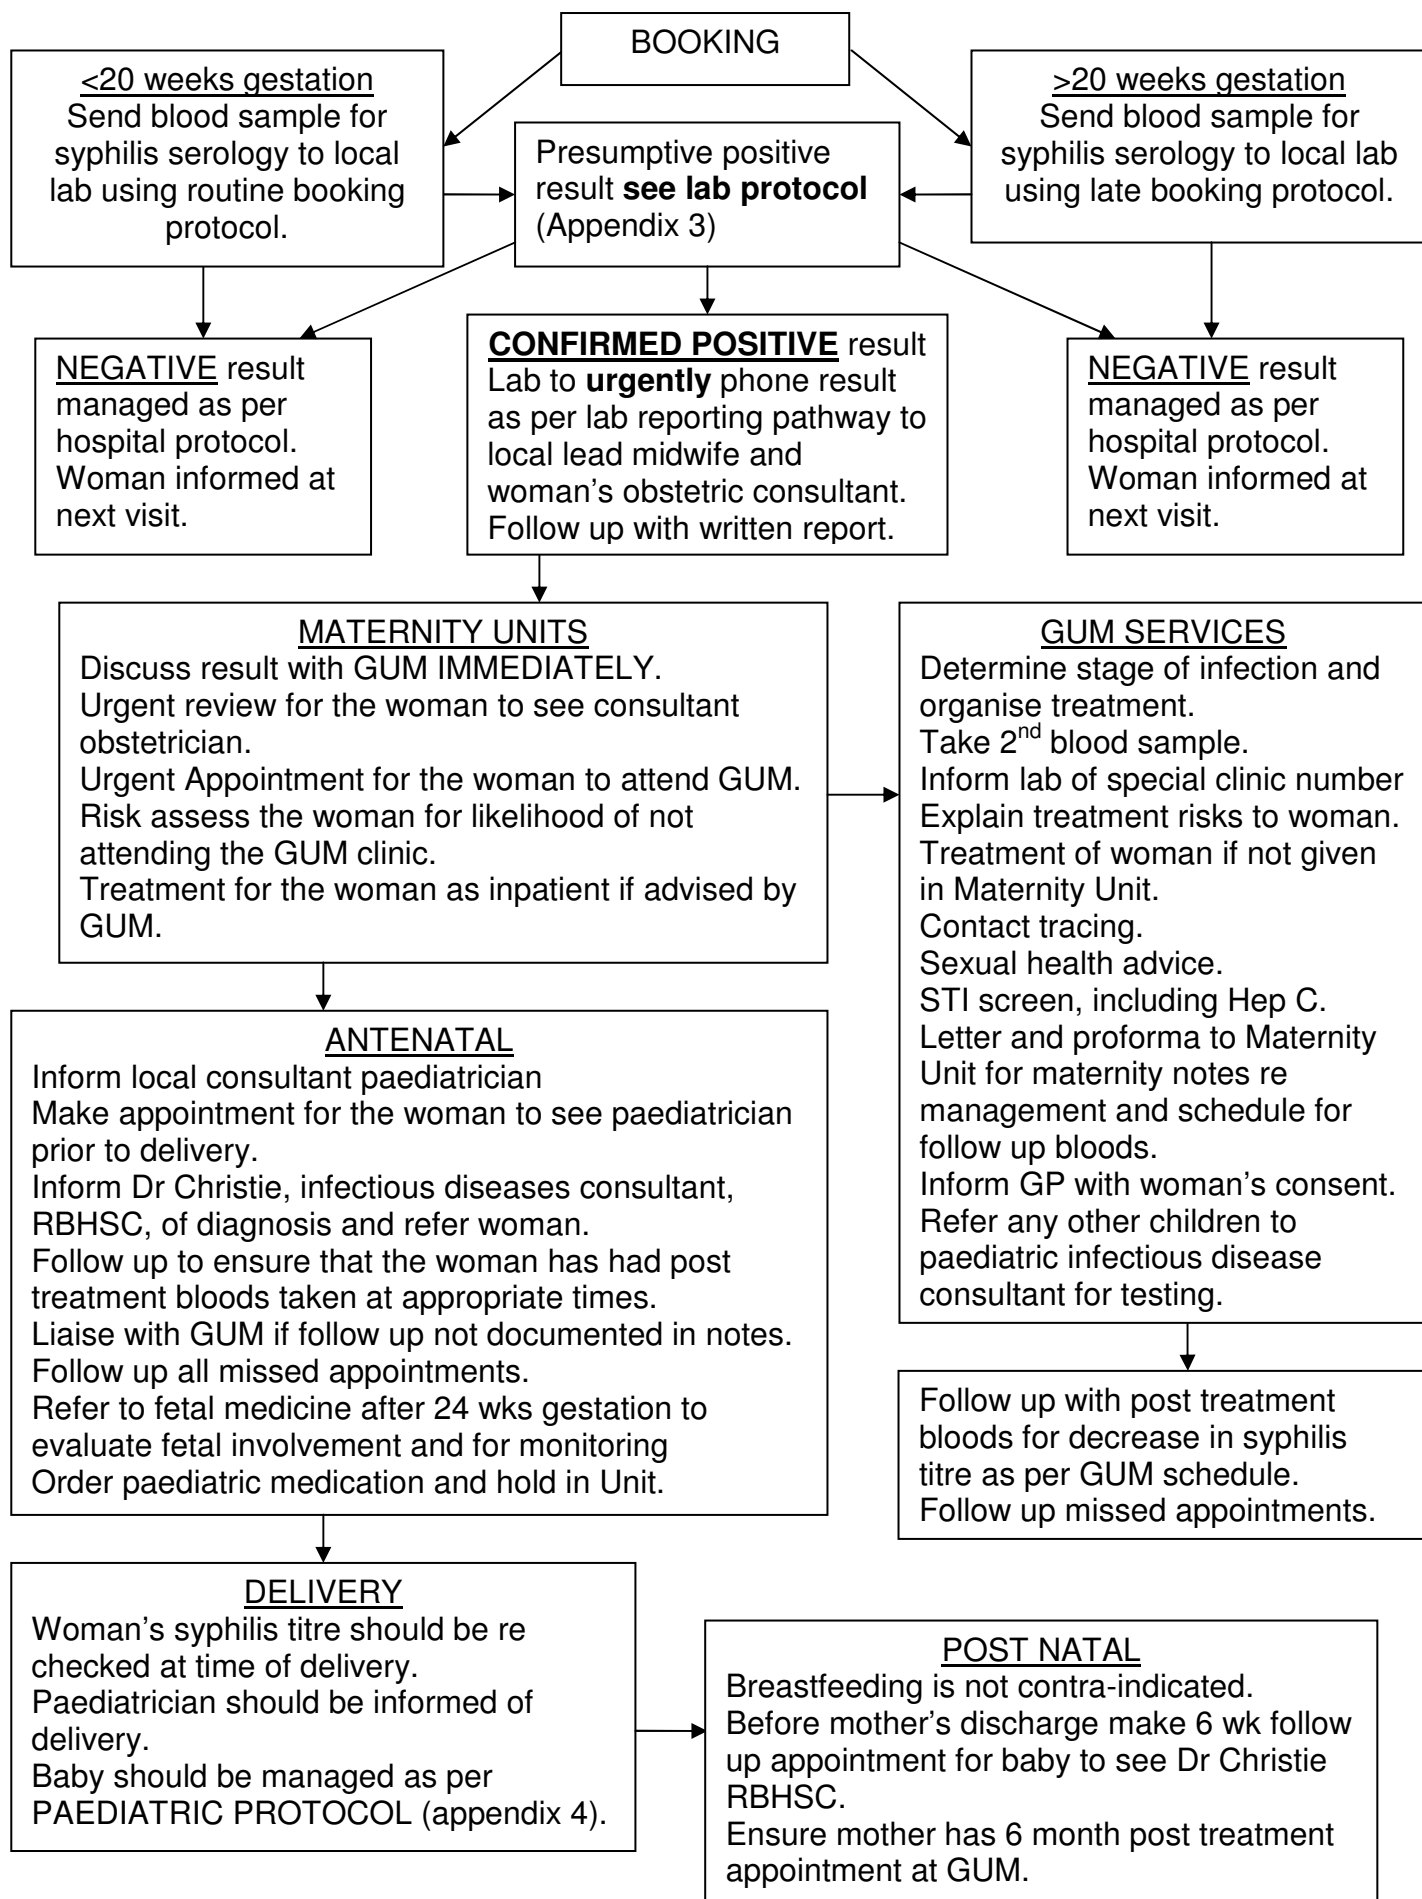 BOOKING
<20 weeks gestation
Send blood sample for
syphilis serology to local
lab using routine booking
protocol.
Presumptive positive
result see lab protocol
(Appendix 3)
>20 weeks gestation
Send blood sample for
syphilis serology to local lab
using late booking protocol.
NEGATIVE result
managed as per
hospital protocol.
Woman informed at
next visit.
CONFIRMED POSITIVE result
Lab to urgently phone result
as per lab reporting pathway to
local lead midwife and
woman's obstetric consultant.
Follow up with written report.
NEGATIVE result
managed as per
hospital protocol.
Woman informed at
next visit.
MATERNITY UNITS
Discuss result with GUM IMMEDIATELY.
Urgent review for the woman to see consultant
obstetrician.
Urgent Appointment for the woman to attend GUM.
Risk assess the woman for likelihood of not
attending the GUM clinic.
Treatment for the woman as inpatient if advised by
GUM.
GUM SERVICES
Determine stage of infection and
organise treatment.
Take 2nd blood sample.
Inform lab of special clinic number
Explain treatment risks to woman.
Treatment of woman if not given
in Maternity Unit.
Contact tracing.
Sexual health advice.
STI screen, including Hep C.
Letter and proforma to Maternity
Unit for maternity notes re
management and schedule for
follow up bloods.
Inform GP with woman's consent.
Refer any other children to
paediatric infectious disease
consultant for testing.
ANTENATAL
Inform local consultant paediatrician
Make appointment for the woman to see paediatrician
prior to delivery.
Inform Dr Christie, infectious diseases consultant,
RBHSC, of diagnosis and refer woman.
Follow up to ensure that the woman has had post
treatment bloods taken at appropriate times.
Liaise with GUM if follow up not documented in notes.
Follow up all missed appointments.
Refer to fetal medicine after 24 wks gestation to
evaluate fetal involvement and for monitoring
Order paediatric medication and hold in Unit.
Follow up with post treatment
bloods for decrease in syphilis
titre as per GUM schedule.
Follow up missed appointments.
DELIVERY
Woman's syphilis titre should be re
checked at time of delivery.
Paediatrician should be informed of
delivery.
Baby should be managed as per
PAEDIATRIC PROTOCOL (appendix 4).
POST NATAL
Breastfeeding is not contra-indicated.
Before mother's discharge make 6 wk follow
up appointment for baby to see Dr Christie
RBHSC.
Ensure mother has 6 month post treatment
appointment at GUM.